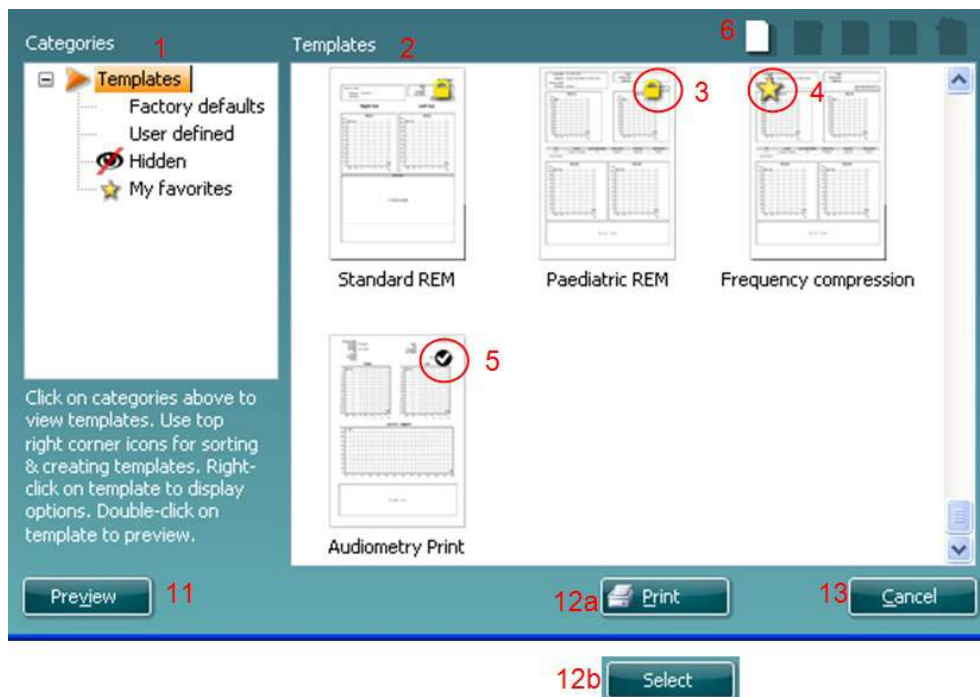 Categories 1
Templates 2
6
Templates
Factory defaults
User defined
Hidden
My favorites
3
4
Standard REM
Paediatric REM
Frequency compression
5
Audiometry Print
Click on categories above to
view templates. Use top
right corner icons for sorting
& creating templates. Right-
click on template to display
options. Double-click on
template to preview.
Preview 11
12a Print
13 Cancel
12b Select